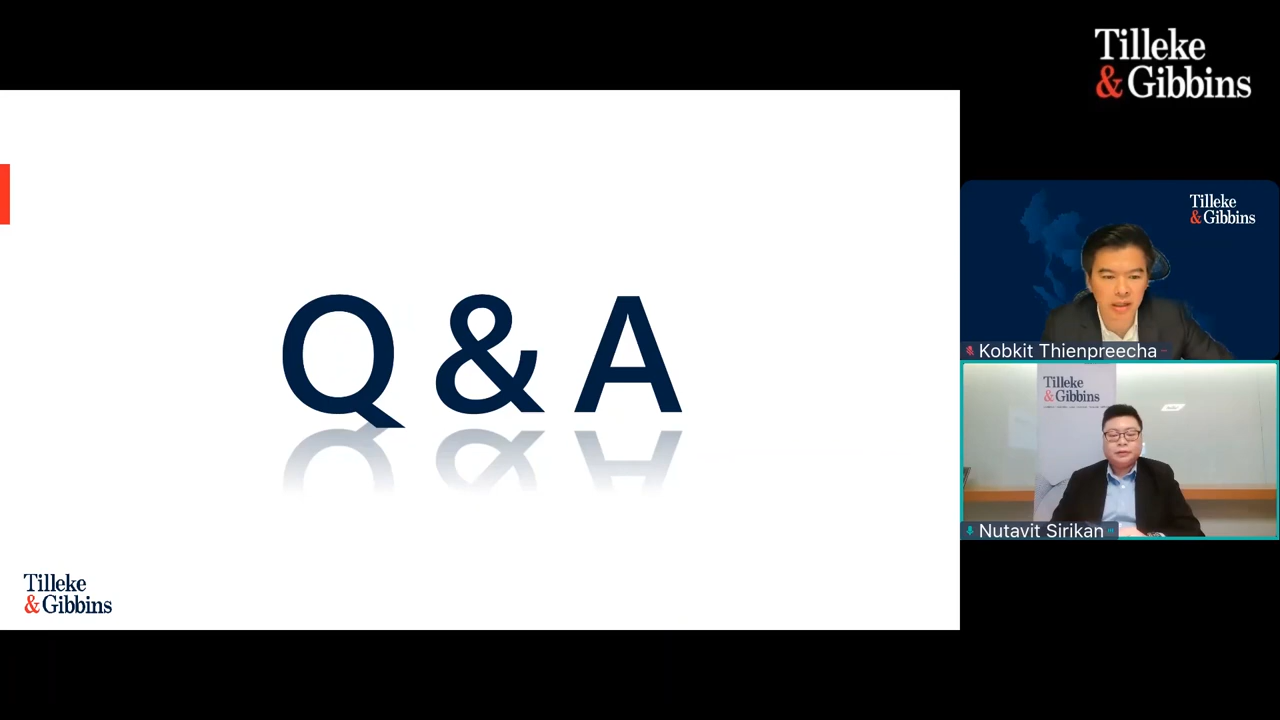 Tilleke
& Gibbins
Q & A
Tilleke
& Gibbins
Kobkit Thienpreecha
Tilleke
& Gibbins
Nutavit Sirikan
Tilleke
& Gibbins